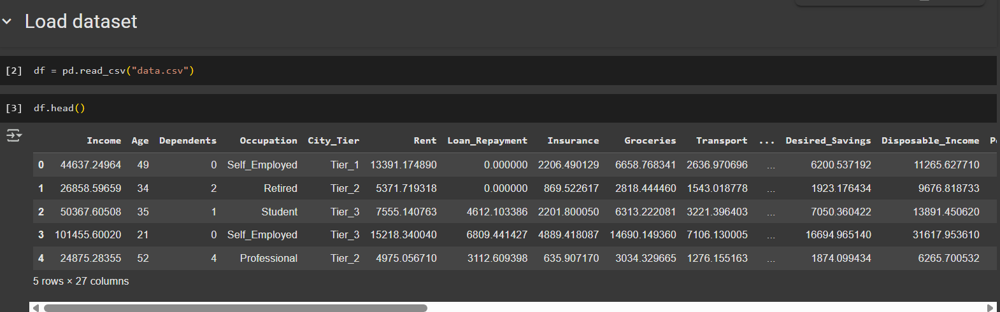 Load dataset
[2] df = pd.read_csv("data.csv")
[3] df.head()
Income Age Dependents Occupation City_Tier Rent Loan_Repayment Insurance Groceries Transport ... Desired_Savings Disposable_Income
0 44637.24964 49 0 Self_Employed Tier_1 13391.174890 0.000000 2206.490129 6658.768341 2636.970696 ... 6200.537192 11265.627710
1 26858.59659 34 2 Retired Tier_2 5371.719318 0.000000 869.522617 2818.444460 1543.018778 ... 1923.176434 9676.818733
2 50367.60508 35 1 Student Tier_3 7555.140763 4612.103386 2201.800050 6313.222081 3221.396403 ... 7050.360422 13891.450620
3 101455.60020 21 0 Self_Employed Tier_3 15218.340040 6809.441427 4889.418087 14690.149360 7106.130005 ... 16694.965140 31617.953610
4 24875.28355 52 4 Professional Tier_2 4975.056710 3112.609398 635.907170 3034.329665 1276.155163 ... 1874.099434 6265.700532
5 rows × 27 columns